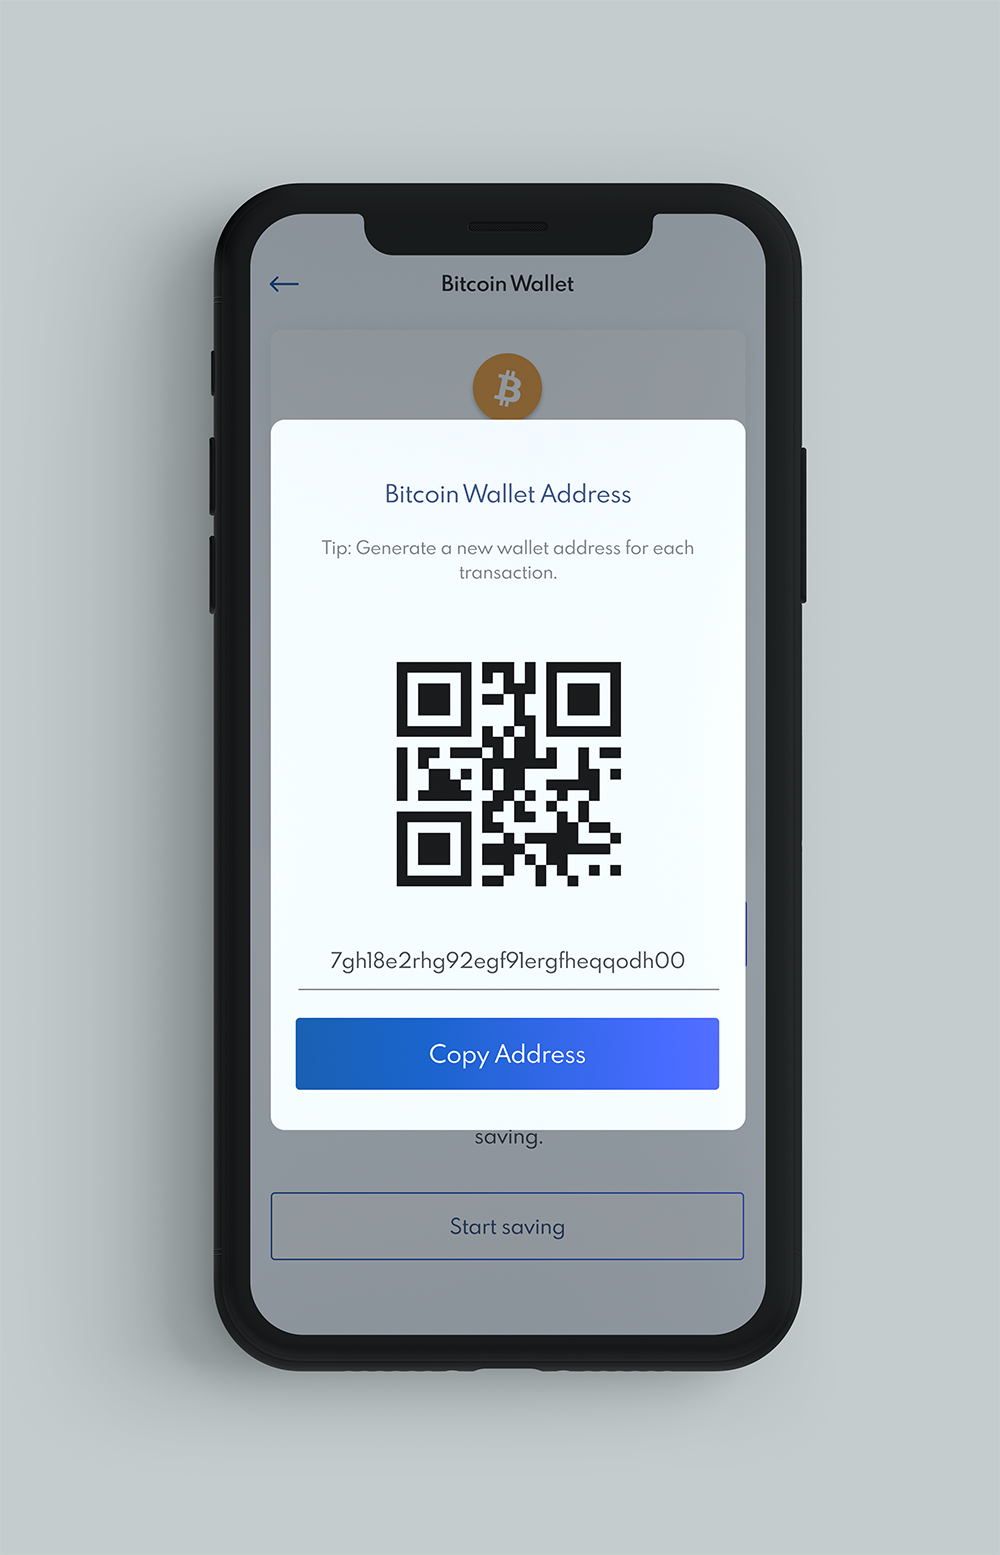 Bitcoin Wallet
Bitcoin Wallet Address
Tip: Generate a new wallet address for each
transaction.
7gh18e2rhg92egf91ergfheqqodh00
Copy Address
saving.
Start saving